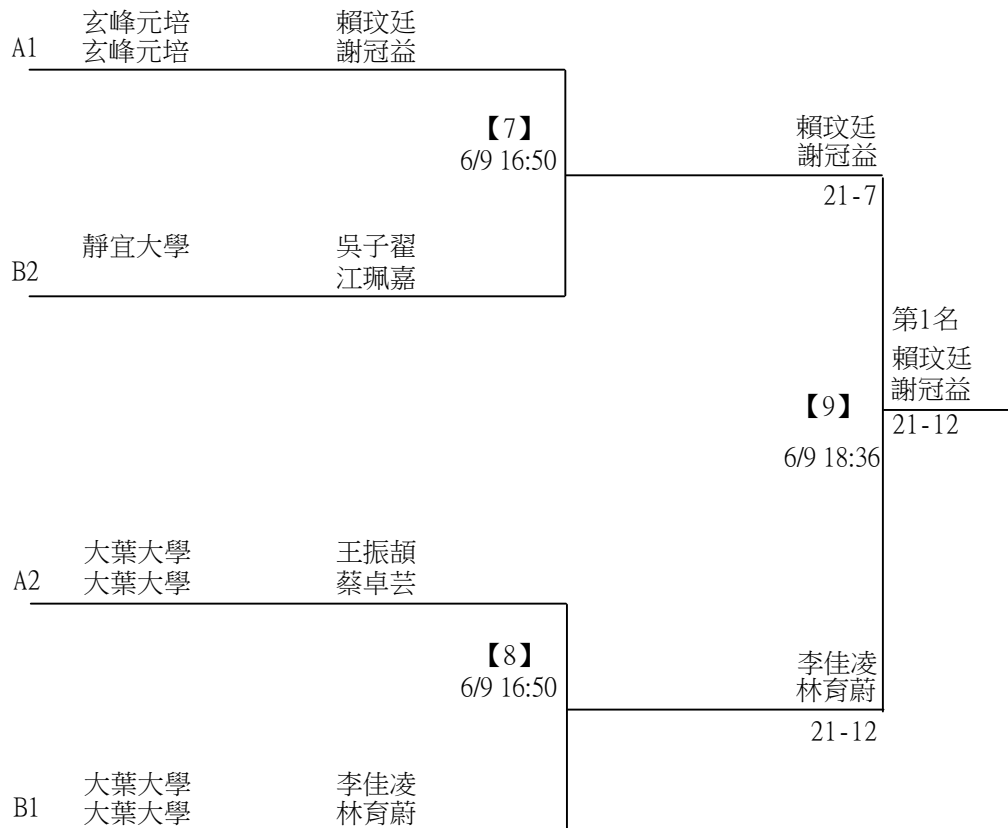 玄峰元培 賴玟廷
A1 玄峰元培 謝冠益
【7】
6/9 16:50
賴玟廷
謝冠益
21-7
靜宜大學 吳子翟
B2 江珮嘉
第1名
賴玟廷
謝冠益
【9】
21-12
6/9 18:36
大葉大學 王振頡
A2 大葉大學 蔡卓芸
【8】
6/9 16:50
李佳凌
林育蔚
21-12
大葉大學 李佳凌
B1 大葉大學 林育蔚